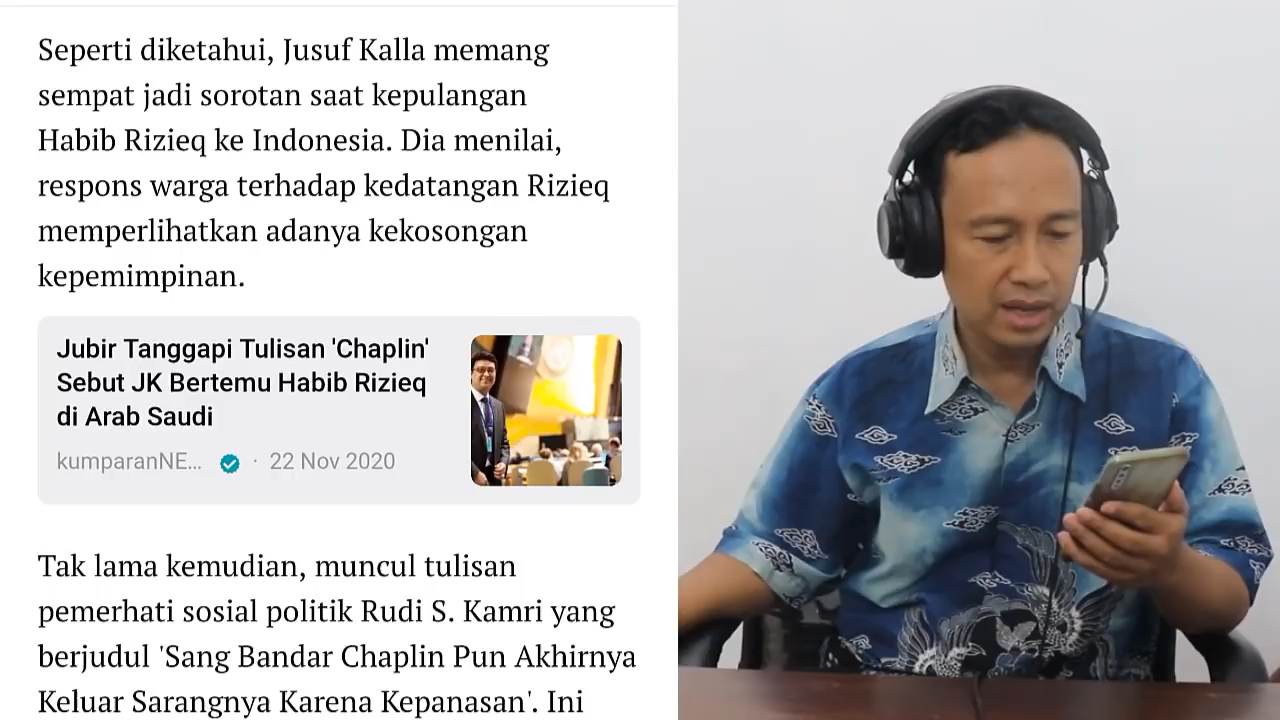 Seperti diketahui, Jusuf Kalla memang
sempat jadi sorotan saat kepulangan
Habib Rizieq ke Indonesia. Dia menilai,
respons warga terhadap kedatangan Rizieq
memperlihatkan adanya kekosongan
kepemimpinan.
Jubir Tanggapi Tulisan 'Chaplin'
Sebut JK Bertemu Habib Rizieq
di Arab Saudi
kumparanNE... · 22 Nov 2020
Tak lama kemudian, muncul tulisan
pemerhati sosial politik Rudi S. Kamri yang
berjudul 'Sang Bandar Chaplin Pun Akhirnya
Keluar Sarangnya Karena Kepanasan'. Ini